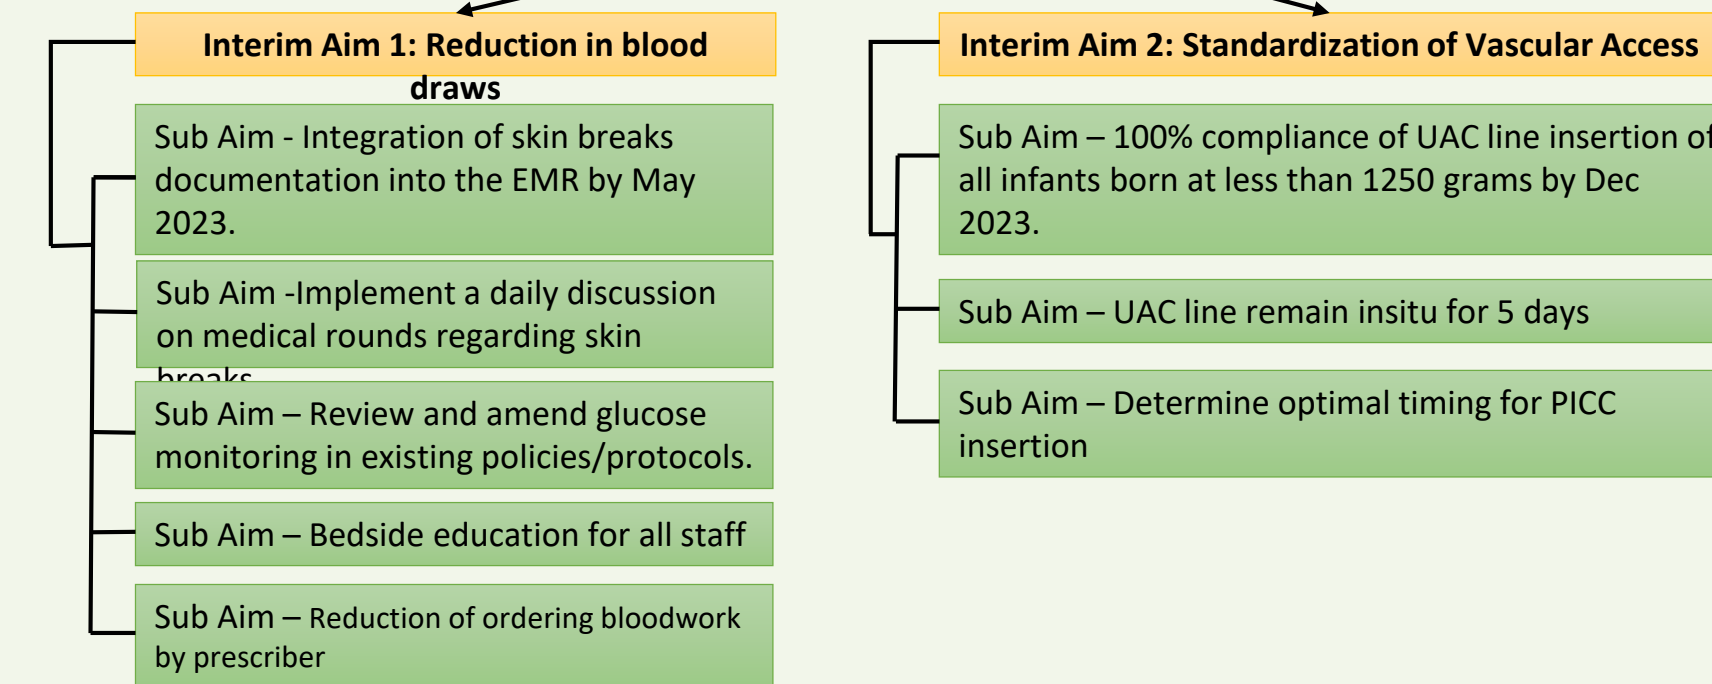 Interim Aim 1: Reduction in blood
draws
Sub Aim - Integration of skin breaks
documentation into the EMR by May
2023.
Sub Aim -Implement a daily discussion
on medical rounds regarding skin
breaks
Sub Aim – Review and amend glucose
monitoring in existing policies/protocols.
Sub Aim – Bedside education for all staff
Sub Aim – Reduction of ordering bloodwork
by prescriber
Interim Aim 2: Standardization of Vascular Access
Sub Aim – 100% compliance of UAC line insertion of
all infants born at less than 1250 grams by Dec
2023.
Sub Aim – UAC line remain insitu for 5 days
Sub Aim – Determine optimal timing for PICC
insertion